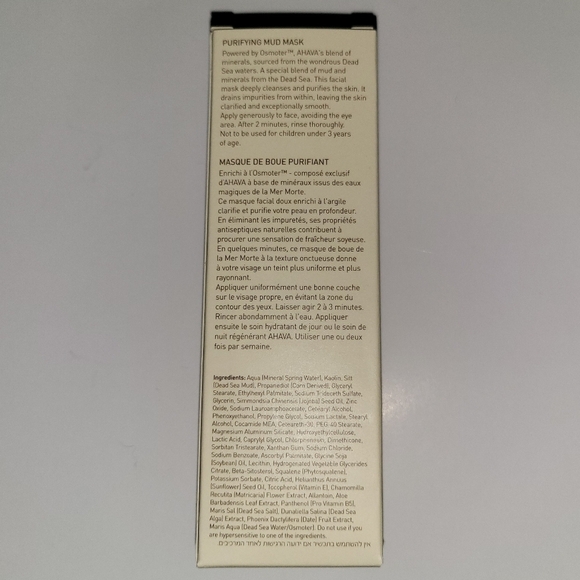 PURIFYING MUD MASK
Powered by Osmoter™, AHAVA's blend of
minerals, sourced from the wondrous Dead
Sea waters. A special blend of mud and
minerals from the Dead Sea. This facial
mask deeply cleanses and purifies the skin. It
drains impurities from within, leaving the skin
clarified and exceptionally smooth.
Apply generously to face, avoiding the eye
area. After 2 minutes, rinse thoroughly.
Not to be used for children under 3 years
of age.
MASQUE DE BOUE PURIFIANT
Enrichi à l'Osmoter™ - composé exclusif
d'AHAVA à base de minéraux issus des eaux
magiques de la Mer Morte.
Ce masque facial doux enrichi à l'argile
clarifie et purifie votre peau en profondeur.
En éliminant les impuretés, ses propriétés
antiseptiques naturelles contribuent à
procurer une sensation de fraîcheur soyeuse.
En quelques minutes, ce masque de boue de
la Mer Morte à la texture onctueuse donne
à votre visage un teint plus uniforme et plus
rayonnant.
Appliquer uniformément une bonne couche
sur le visage propre, en évitant la zone du
contour des yeux. Laisser agir 2 à 3 minutes.
Rincer abondamment à l'eau. Appliquer
ensuite le soin hydratant de jour ou le soin de
nuit régénérant AHAVA. Utiliser une ou deux
fois par semaine.
Ingredients: Aqua (Mineral Spring Water), Kaolin, Silt
(Dead Sea Mud), Propanediol (Corn Derived), Glyceryl
Stearate, Ethylhexyl Palmitate, Sodium Trideceth Sulfate,
Glycerin, Simmondsia Chinensis (Jojoba) Seed Oil, Zinc
Oxide, Sodium Lauroamphoacetate, Cetearyl Alcohol,
Phenoxyethanol, Propylene Glycol, Sodium Lactate, Stearyl
Alcohol, Cocamide MEA, Ceteareth-30, PEG-40 Stearate,
Magnesium Aluminum Silicate, Hydroxyethylcellulose,
Lactic Acid, Caprylyl Glycol, Chlorphenesin, Dimethicone,
Sorbitan Tristearate, Xanthan Gum, Sodium Chloride,
Sodium Benzoate, Ascorbyl Palmitate, Glycine Soja
(Soybean) Oil, Lecithin, Hydrogenated Vegetable Glycerides
Citrate, Beta-Sitosterol, Squalene (Phytosqualene),
Potassium Sorbate, Citric Acid, Helianthus Annuus
(Sunflower) Seed Oil, Tocopherol (Vitamin E), Chamomilla
Recutita (Matricaria) Flower Extract, Allantoin, Aloe
Barbadensis Leaf Extract, Panthenol (Pro Vitamin B5),
Maris Sal (Dead Sea Salt), Dunaliella Salina (Dead Sea
Alga) Extract, Phoenix Dactylifera (Date) Fruit Extract,
Maris Aqua (Dead Sea Water/Osmoter). Do not use if you
are hypersensitive to one of the ingredients.
אין להשתמש בתכשיר אם ידועה הרגישות לאחד המרכיבים